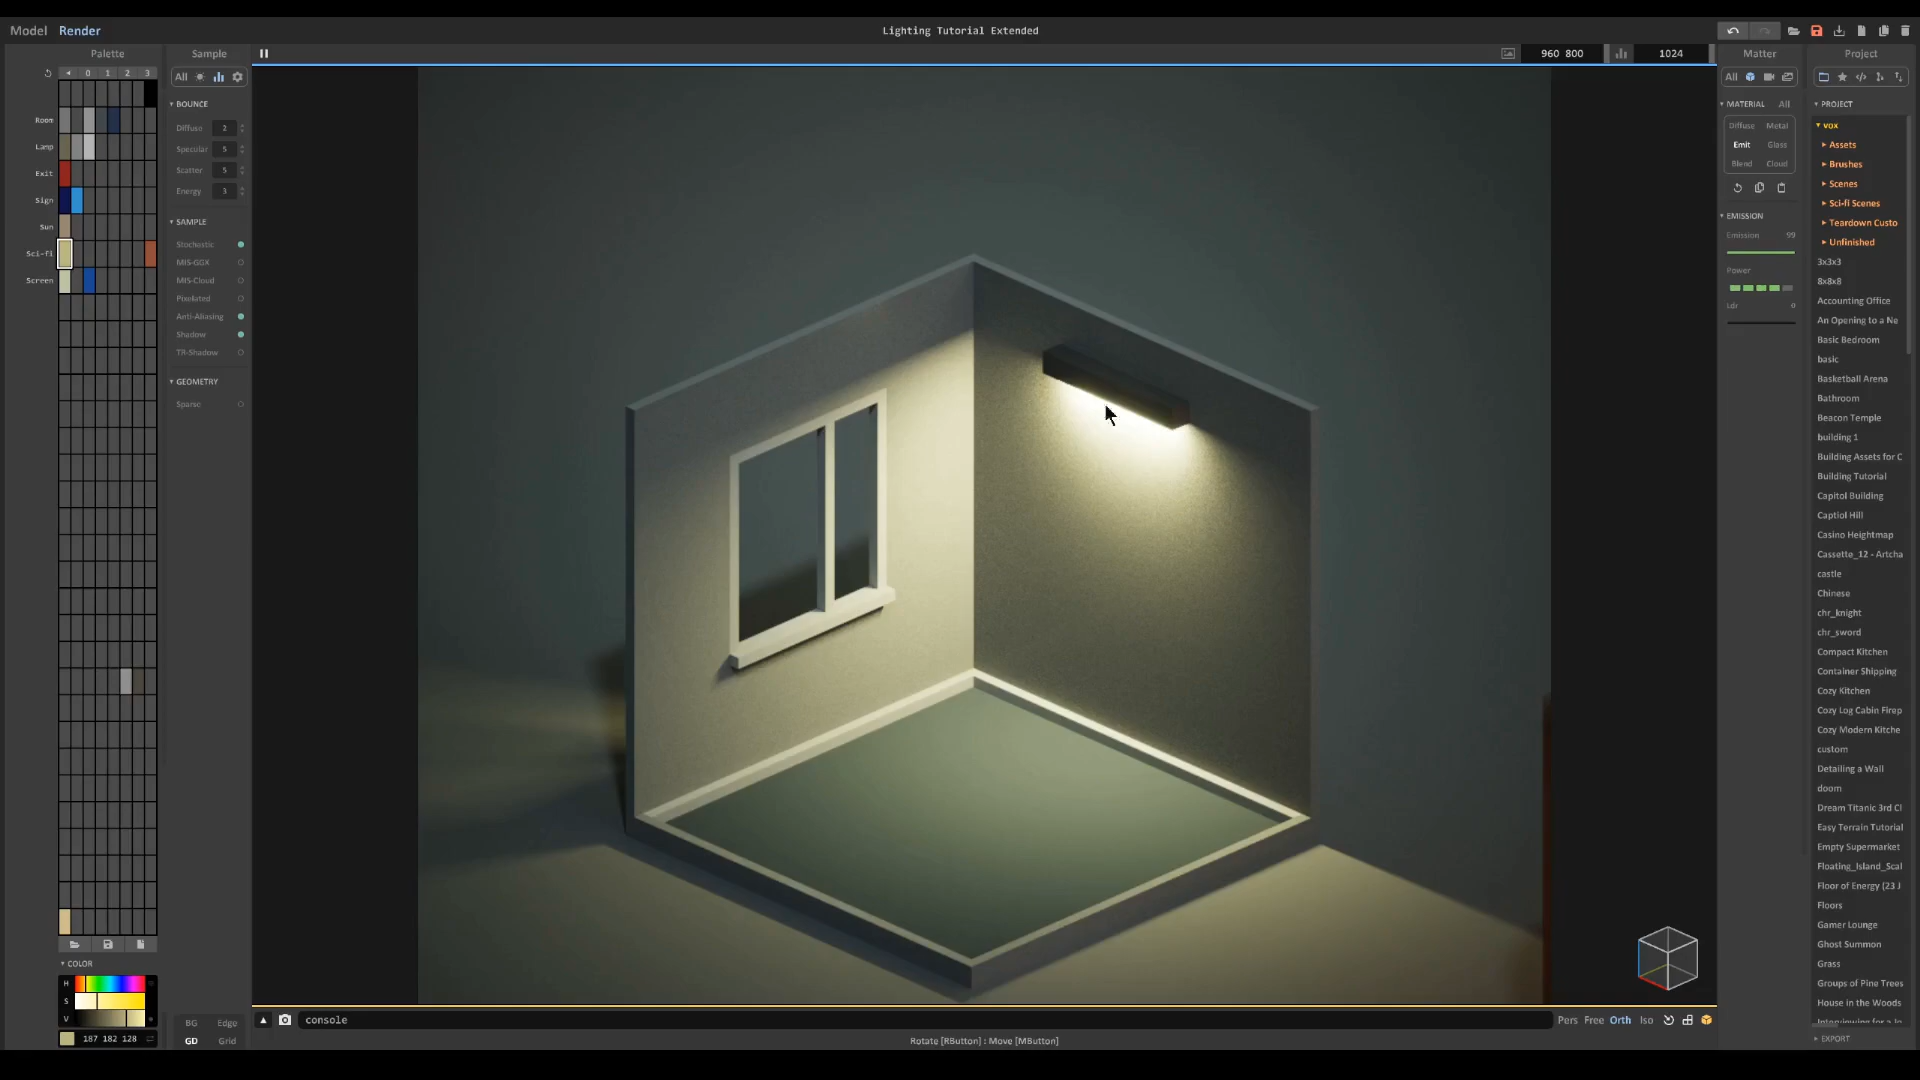 Model Render
Lighting Tutorial Extended
Palette
Sample
960 800
1024
Matter
Project
0 1 2 3
Room
Lamp
Exit
Sign
Sun
Sci-fi
Screen
COLOR
H
S
V
187 182 128
All
BOUNCE
Diffuse 2
Specular 5
Scatter 5
Energy 3
SAMPLE
Stochastic
MIS-GGX
MIS-Cloud
Pixelated
Anti-Aliasing
Shadow
TR-Shadow
GEOMETRY
Sparse
BG Edge
GD Grid
console
Pers Free Orth Iso
Rotate [RButton] : Move [MButton]
All
MATERIAL All
Diffuse Metal
Emit Glass
Blend Cloud
EMISSION
Emission 99
Power
Ldr 0
PROJECT
vox
Assets
Brushes
Scenes
Sci-fi Scenes
Teardown Custo
Unfinished
3x3x3
8x8x8
Accounting Office
An Opening to a Ne
Basic Bedroom
basic
Basketball Arena
Bathroom
Beacon Temple
building 1
Building Assets for C
Building Tutorial
Capitol Building
Captiol Hill
Casino Heightmap
Cassette_12 - Artcha
castle
Chinese
chr_knight
chr_sword
Compact Kitchen
Container Shipping
Cozy Kitchen
Cozy Log Cabin Firep
Cozy Modern Kitche
custom
Detailing a Wall
doom
Dream Titanic 3rd Cl
Easy Terrain Tutorial
Empty Supermarket
Floating_Island_Scal
Floor of Energy [23 J
Floors
Gamer Lounge
Ghost Summon
Grass
Groups of Pine Trees
House in the Woods
EXPORT